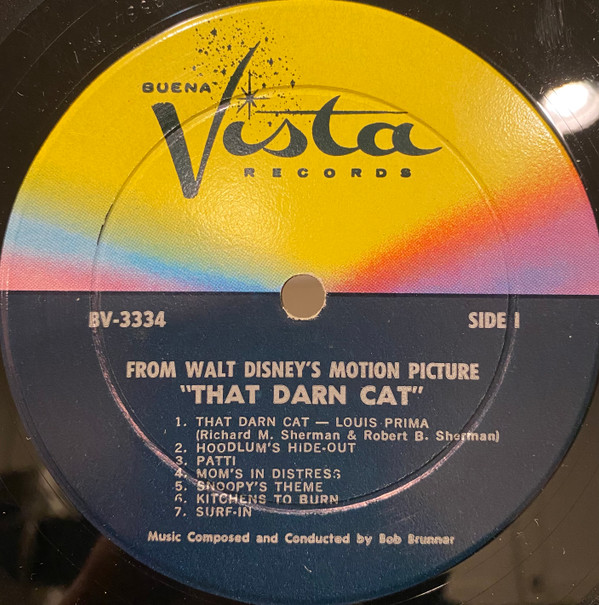 BUENA
Vista
RECORDS
BV-3334 SIDE 1
FROM WALT DISNEY'S MOTION PICTURE
"THAT DARN CAT"
1. THAT DARN CAT — LOUIS PRIMA
(Richard M. Sherman & Robert B. Sherman)
2. HOODLUM'S HIDE-OUT
3. PATTI
4. MOM'S IN DISTRESS
5. SNOOPY'S THEME
6. KITCHENS TO BURN
7. SURF-IN
Music Composed and Conducted by Bob Brunner